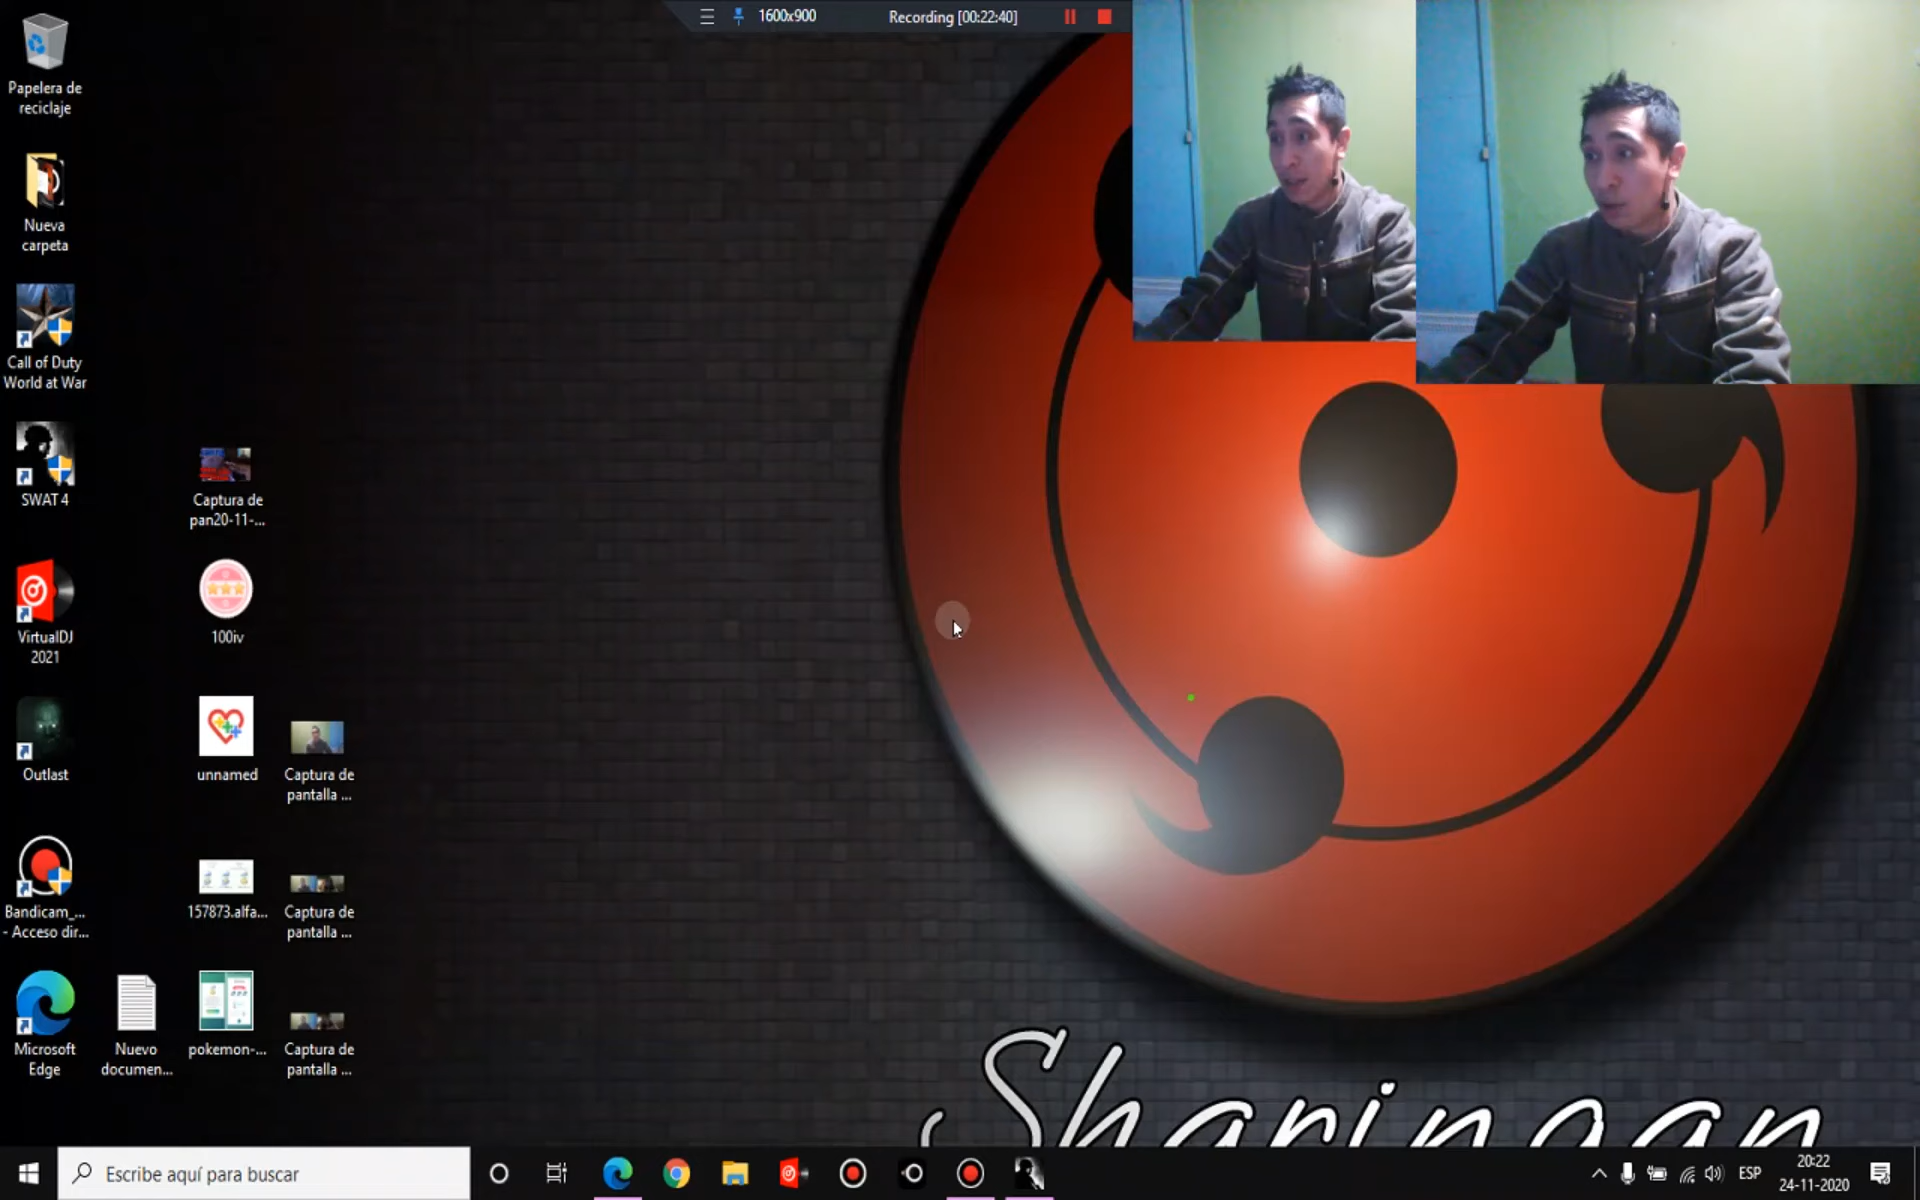 1600x900
Recording [00:22:40]
Papelera de
reciclaje
Nueva
carpeta
Call of Duty
World at War
SWAT 4
Captura de
pan20-11-...
VirtualDJ
2021
100iv
Outlast
unnamed
Captura de
pantalla ...
Bandicam_...
- Acceso dir...
157873.alfa...
Captura de
pantalla ...
Microsoft
Edge
Nuevo
documen...
pokemon-...
Captura de
pantalla ...
Sharingan
Escribe aquí para buscar
ESP
20:22
24-11-2020